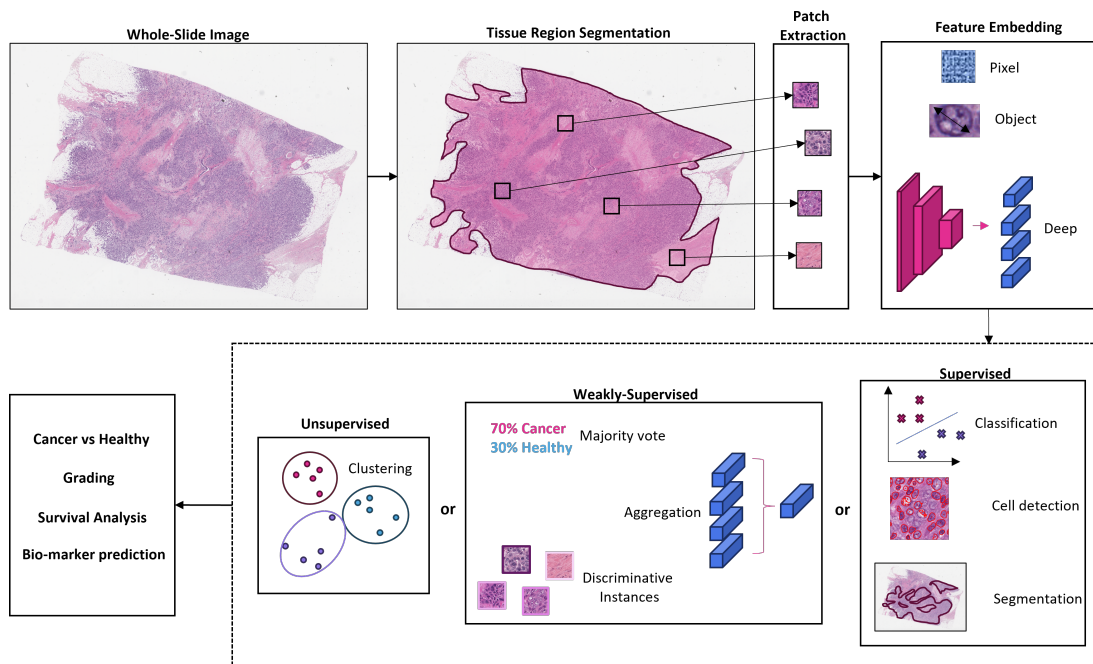 Whole-Slide Image
Tissue Region Segmentation
Patch
Extraction
Feature Embedding
Pixel
Object
Deep
Supervised
Classification
Cell detection
Segmentation
or
Weakly-Supervised
70% Cancer
30% Healthy
Majority vote
Aggregation
Discriminative
Instances
or
Unsupervised
Clustering
Cancer vs Healthy
Grading
Survival Analysis
Bio-marker prediction